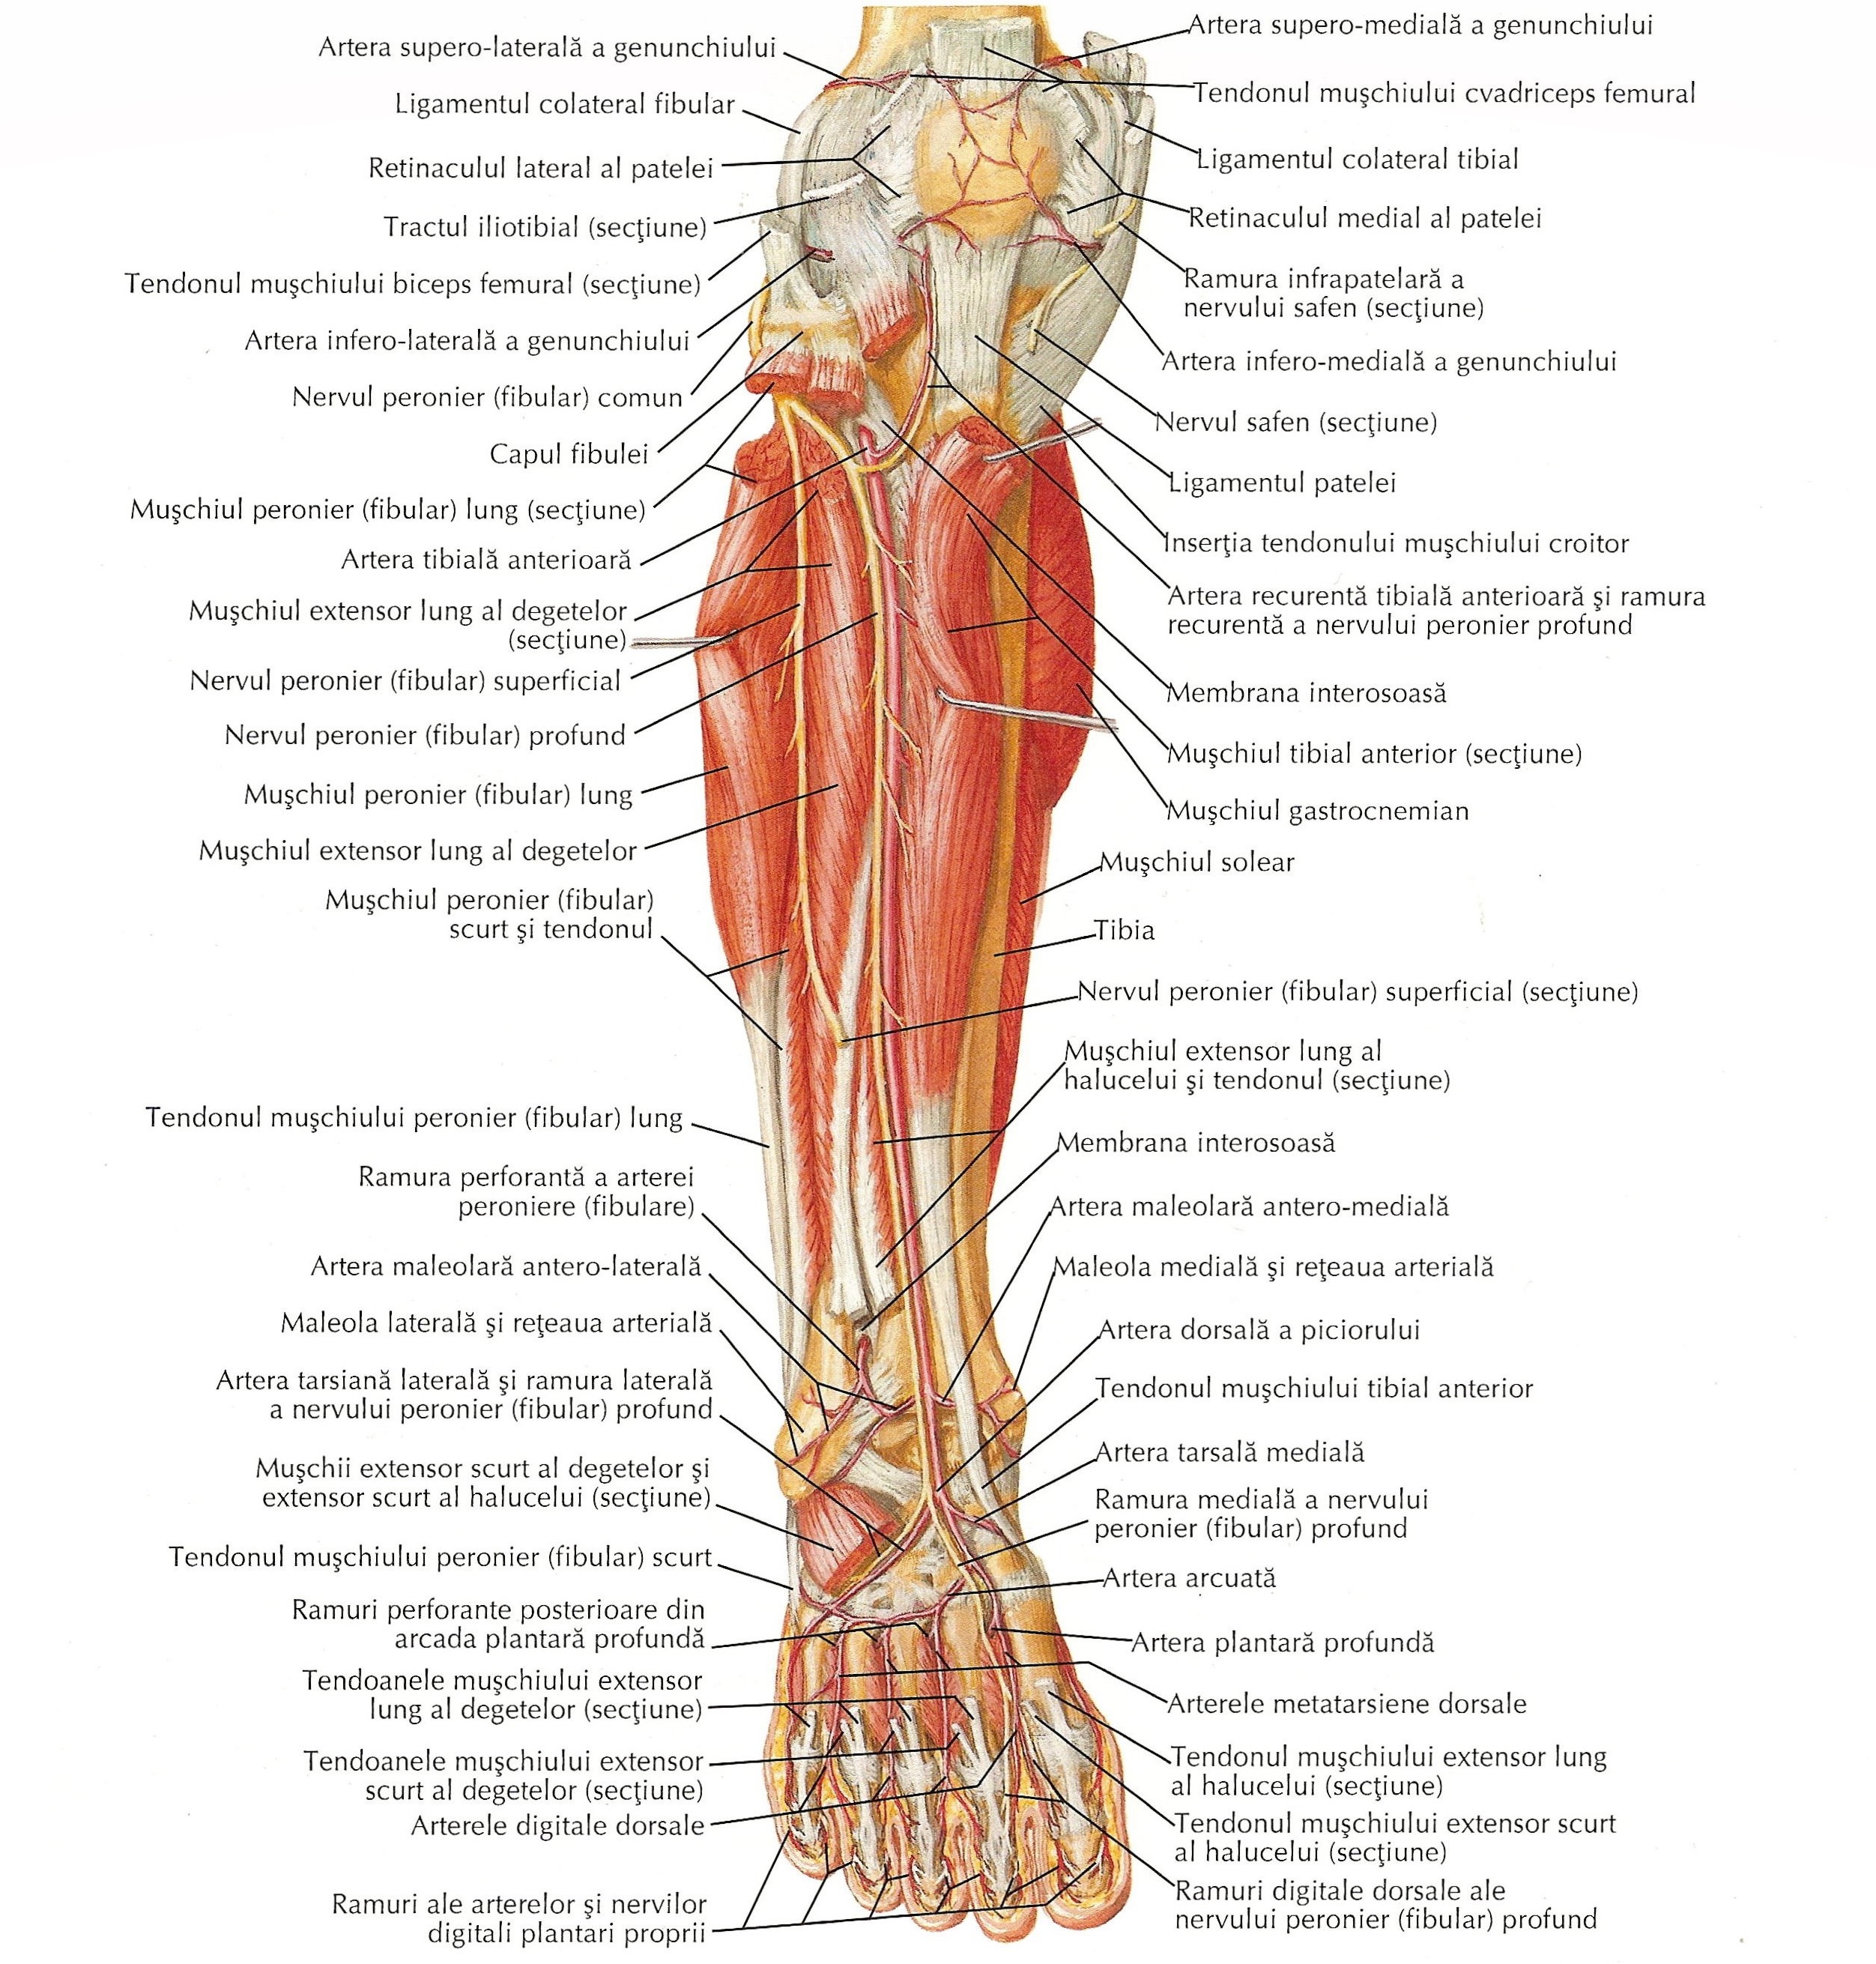 Artera supero-laterală a genunchiului
Ligamentul colateral fibular
Retinaculul lateral al patelei
Tractul iliotibial (secţiune)
Tendonul muşchiului biceps femural (secţiune)
Artera infero-laterală a genunchiului
Nervul peronier (fibular) comun
Capul fibulei
Muşchiul peronier (fibular) lung (secţiune)
Artera tibială anterioară
Muşchiul extensor lung al degetelor
(secţiune)
Nervul peronier (fibular) superficial
Nervul peronier (fibular) profund
Muşchiul peronier (fibular) lung
Muşchiul extensor lung al degetelor
Muşchiul peronier (fibular)
scurt şi tendonul
Tendonul muşchiului peronier (fibular) lung
Ramura perforantă a arterei
peroniere (fibulare)
Artera maleolară antero-laterală
Maleola laterală şi reţeaua arterială
Artera tarsiană laterală şi ramura laterală
a nervului peronier (fibular) profund
Muşchii extensor scurt al degetelor şi
extensor scurt al halucelui (secţiune)
Tendonul muşchiului peronier (fibular) scurt
Ramuri perforante posterioare din
arcada plantară profundă
Tendoanele muşchiului extensor
lung al degetelor (secţiune)
Tendoanele muşchiului extensor
scurt al degetelor (secţiune)
Arterele digitale dorsale
Ramuri ale arterelor şi nervilor
digitali plantari proprii
Artera supero-medială a genunchiului
Tendonul muşchiului cvadriceps femural
Ligamentul colateral tibial
Retinaculul medial al patelei
Ramura infrapatelară a
nervului safen (secţiune)
Artera infero-medială a genunchiului
Nervul safen (secţiune)
Ligamentul patelei
Inserţia tendonului muşchiului croitor
Artera recurentă tibială anterioară şi ramura
recurentă a nervului peronier profund
Membrana interosoasă
Muşchiul tibial anterior (secţiune)
Muşchiul gastrocnemian
Muşchiul solear
Tibia
Nervul peronier (fibular) superficial (secţiune)
Muşchiul extensor lung al
halucelui şi tendonul (secţiune)
Membrana interosoasă
Artera maleolară antero-medială
Maleola medială şi reţeaua arterială
Artera dorsală a piciorului
Tendonul muşchiului tibial anterior
Artera tarsală medială
Ramura medială a nervului
peronier (fibular) profund
Artera arcuată
Artera plantară profundă
Arterele metatarsiene dorsale
Tendonul muşchiului extensor lung
al halucelui (secţiune)
Tendonul muşchiului extensor scurt
al halucelui (secţiune)
Ramuri digitale dorsale ale
nervului peronier (fibular) profund